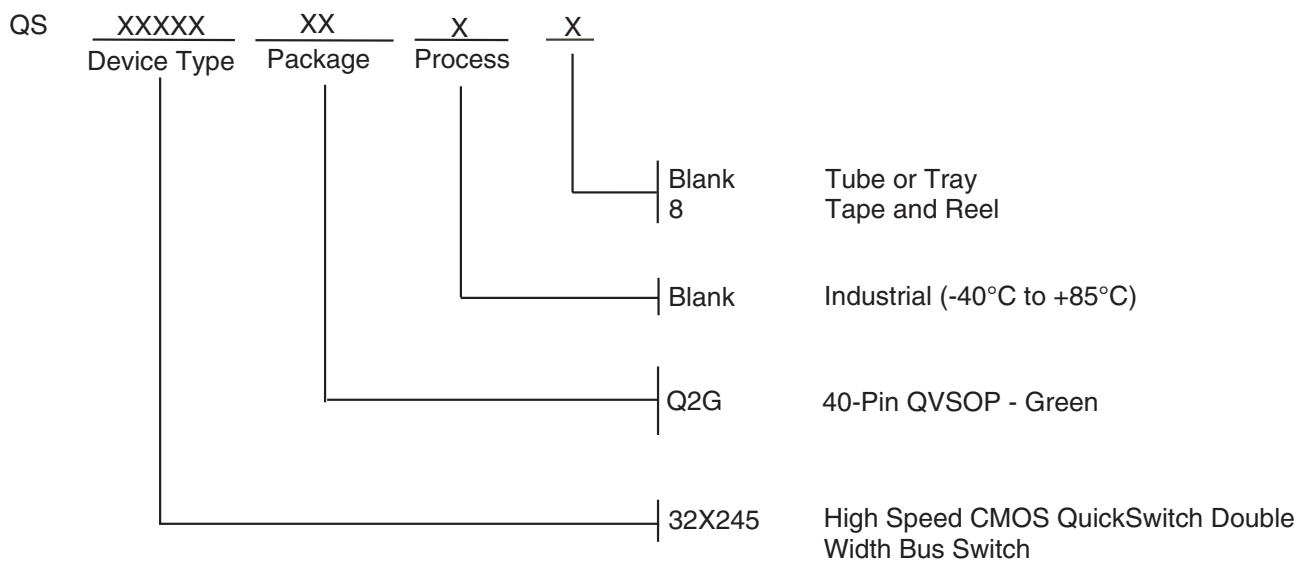 QS XXXXX XX X X
Device Type Package Process
Blank Tube or Tray
8 Tape and Reel
Blank Industrial (-40°C to +85°C)
Q2G 40-Pin QVSOP - Green
32X245 High Speed CMOS QuickSwitch Double
Width Bus Switch